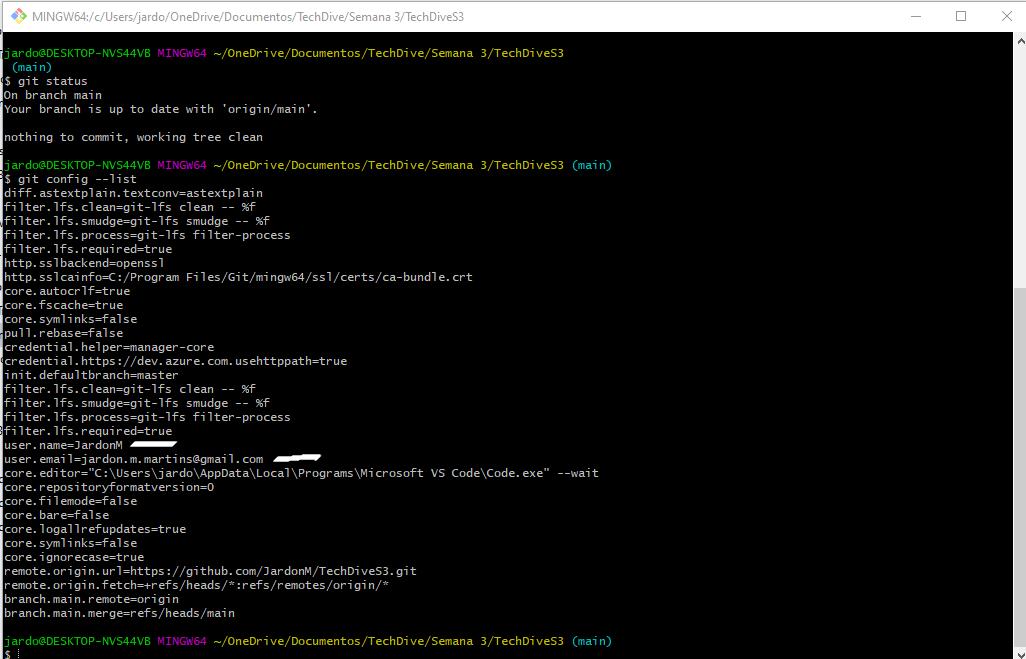 MINGW64:/c/Users/jardo/OneDrive/Documentos/TechDive/Semana 3/TechDiveS3
jardo@DESKTOP-NVS44VB MINGW64 ~/OneDrive/Documentos/TechDive/Semana 3/TechDiveS3
(main)
$ git status
On branch main
Your branch is up to date with 'origin/main'.
nothing to commit, working tree clean
jardo@DESKTOP-NVS44VB MINGW64 ~/OneDrive/Documentos/TechDive/Semana 3/TechDiveS3 (main)
$ git config --list
diff.astextplain.textconv=astextplain
filter.lfs.clean=git-lfs clean -- %f
filter.lfs.smudge=git-lfs smudge -- %f
filter.lfs.process=git-lfs filter-process
filter.lfs.required=true
http.sslbackend=openssl
http.sslcainfo=C:/Program Files/Git/mingw64/ssl/certs/ca-bundle.crt
core.autocrlf=true
core.fscache=true
core.symlinks=false
pull.rebase=false
credential.helper=manager-core
credential.https://dev.azure.com.usehttppath=true
init.defaultbranch=master
filter.lfs.clean=git-lfs clean -- %f
filter.lfs.smudge=git-lfs smudge -- %f
filter.lfs.process=git-lfs filter-process
filter.lfs.required=true
user.name=JardonM
user.email=jardon.m.martins@gmail.com
core.editor="C:\Users\jardo\AppData\Local\Programs\Microsoft VS Code\Code.exe" --wait
core.repositoryformatversion=0
core.filemode=false
core.bare=false
core.logallrefupdates=true
core.symlinks=false
core.ignorecase=true
remote.origin.url=https://github.com/JardonM/TechDiveS3.git
remote.origin.fetch=+refs/heads/*:refs/remotes/origin/*
branch.main.remote=origin
branch.main.merge=refs/heads/main
jardo@DESKTOP-NVS44VB MINGW64 ~/OneDrive/Documentos/TechDive/Semana 3/TechDiveS3 (main)
$